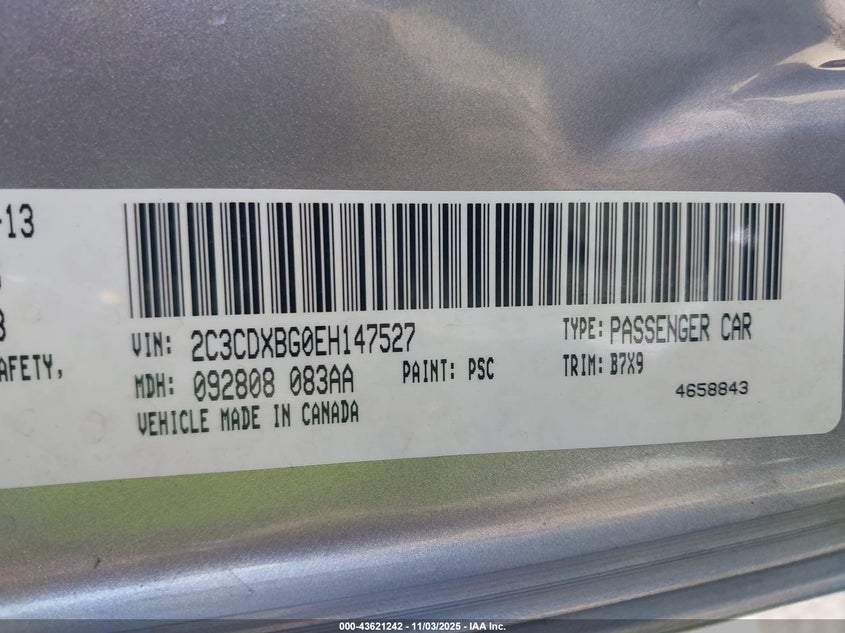 -13
3
AFETY,
VIN: 2C3CDXBG0EH147527 TYPE: PASSENGER CAR
MDH: 092808 083AA PAINT: PSC TRIM: B7X9
VEHICLE MADE IN CANADA 4658843
000-43621242 - 11/03/2025 - IAA Inc.